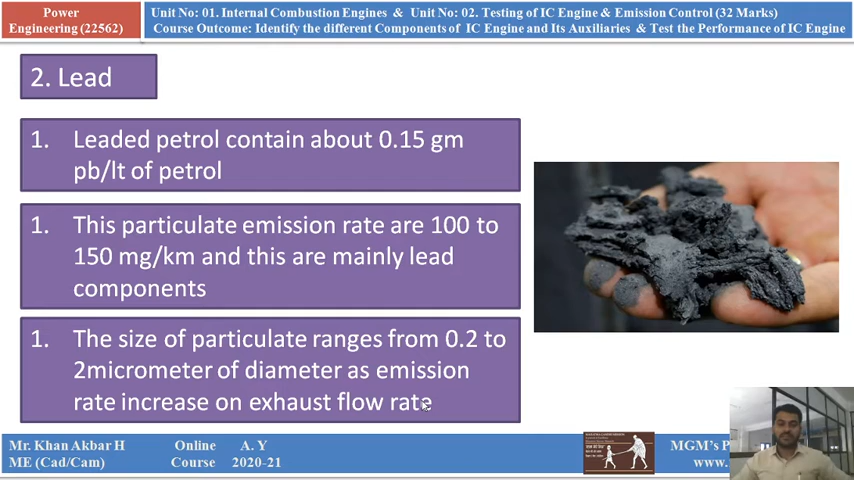 Power
Engineering (22562)
Unit No: 01. Internal Combustion Engines & Unit No: 02. Testing of IC Engine & Emission Control (32 Marks)
Course Outcome: Identify the different Components of IC Engine and Its Auxiliaries & Test the Performance of IC Engine
2. Lead
1. Leaded petrol contain about 0.15 gm
pb/lt of petrol
1. This particulate emission rate are 100 to
150 mg/km and this are mainly lead
components
1. The size of particulate ranges from 0.2 to
2micrometer of diameter as emission
rate increase on exhaust flow rate
Mr. Khan Akbar H
ME (Cad/Cam)
Online
Course
A. Y
2020-21
MGM's P
www.